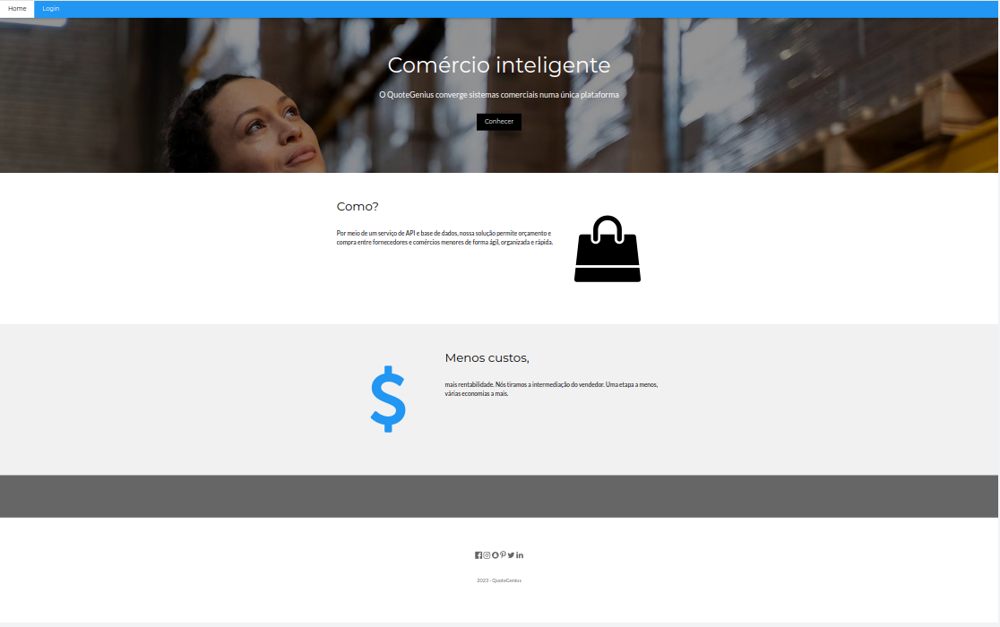 Home Login
Comércio inteligente
O QuoteGenius converge sistemas comerciais numa única plataforma
Conhecer
Como?
Por meio de um serviço de API e base de dados, nossa solução permite orçamento e
compra entre fornecedores e comércios menores de forma ágil, organizada e rápida.
Menos custos,
mais rentabilidade. Nós tiramos a intermediação do vendedor. Uma etapa a menos,
várias economias a mais.
2023 - QuoteGenius